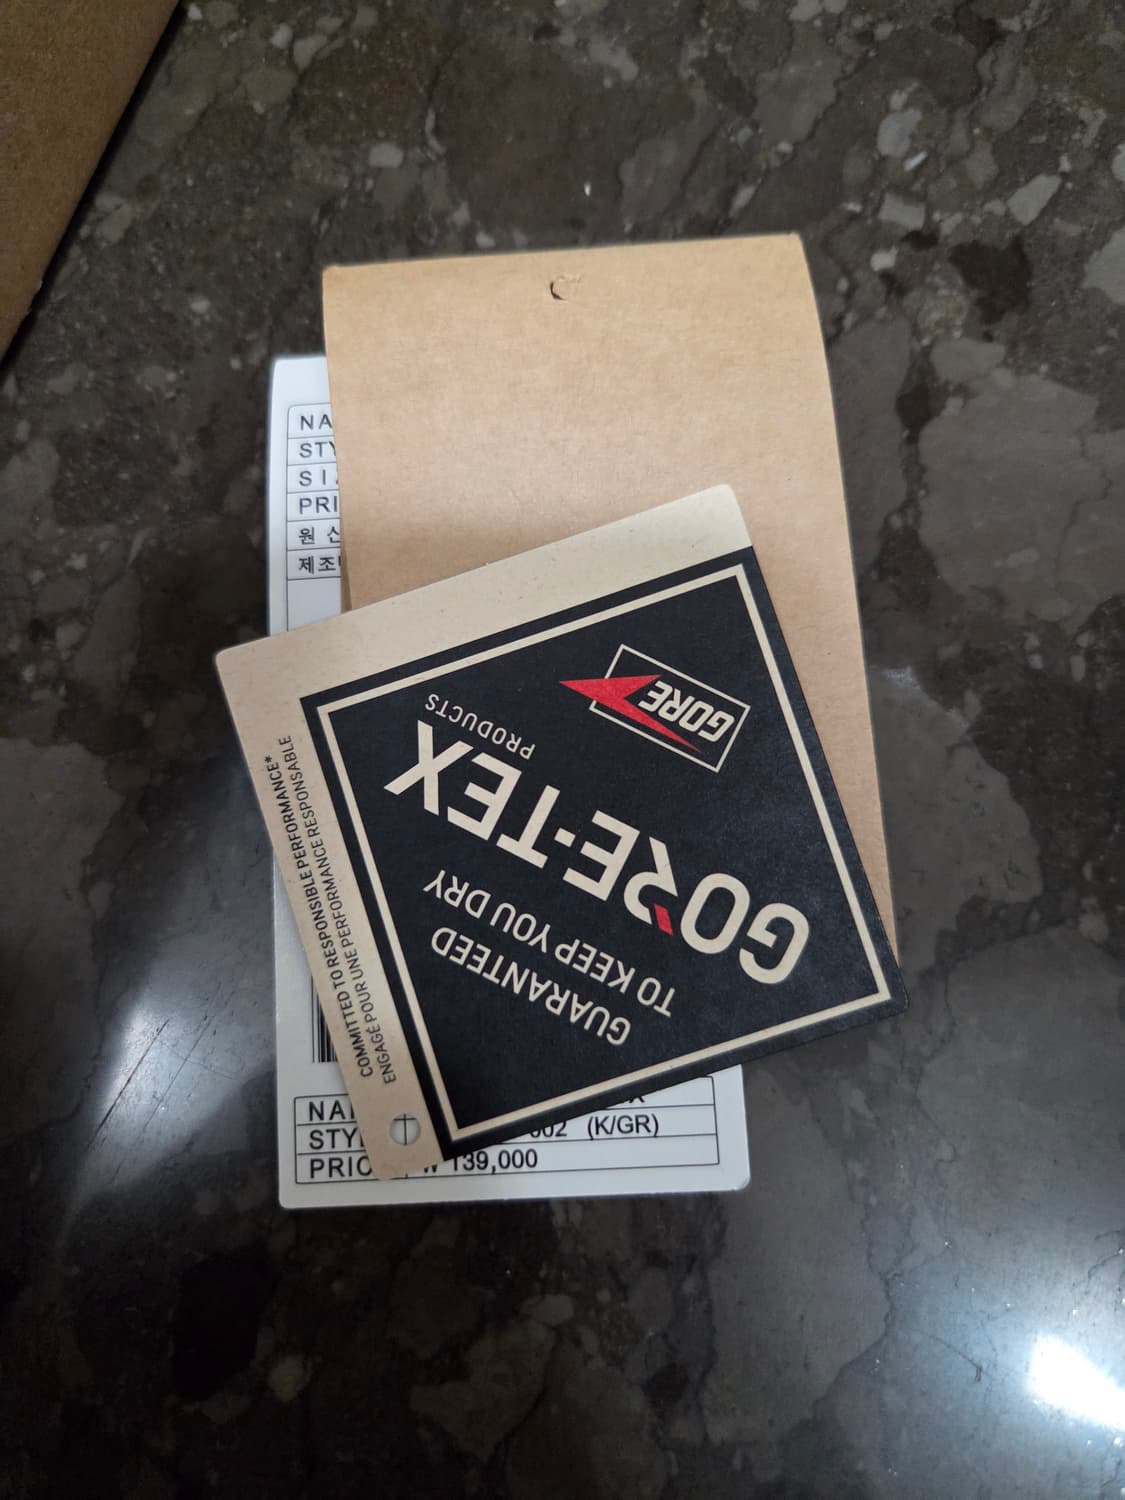 NA
STY
SI
PRI
원 산
제조
GORE
GORE-TEX
PRODUCTS
GUARANTEED
TO KEEP YOU DRY
COMMITTED TO RESPONSIBLE PERFORMANCE*
ENGAGÉ POUR UNE PERFORMANCE RESPONSABLE
NA
STY 002 (K/GR)
PRIC ₩ 139,000